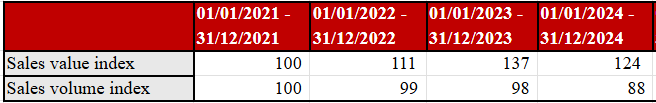 01/01/2021 - 01/01/2022 - 01/01/2023 - 01/01/2024 -
31/12/2021 31/12/2022 31/12/2023 31/12/2024
Sales value index 100 111 137 124
Sales volume index 100 99 98 88